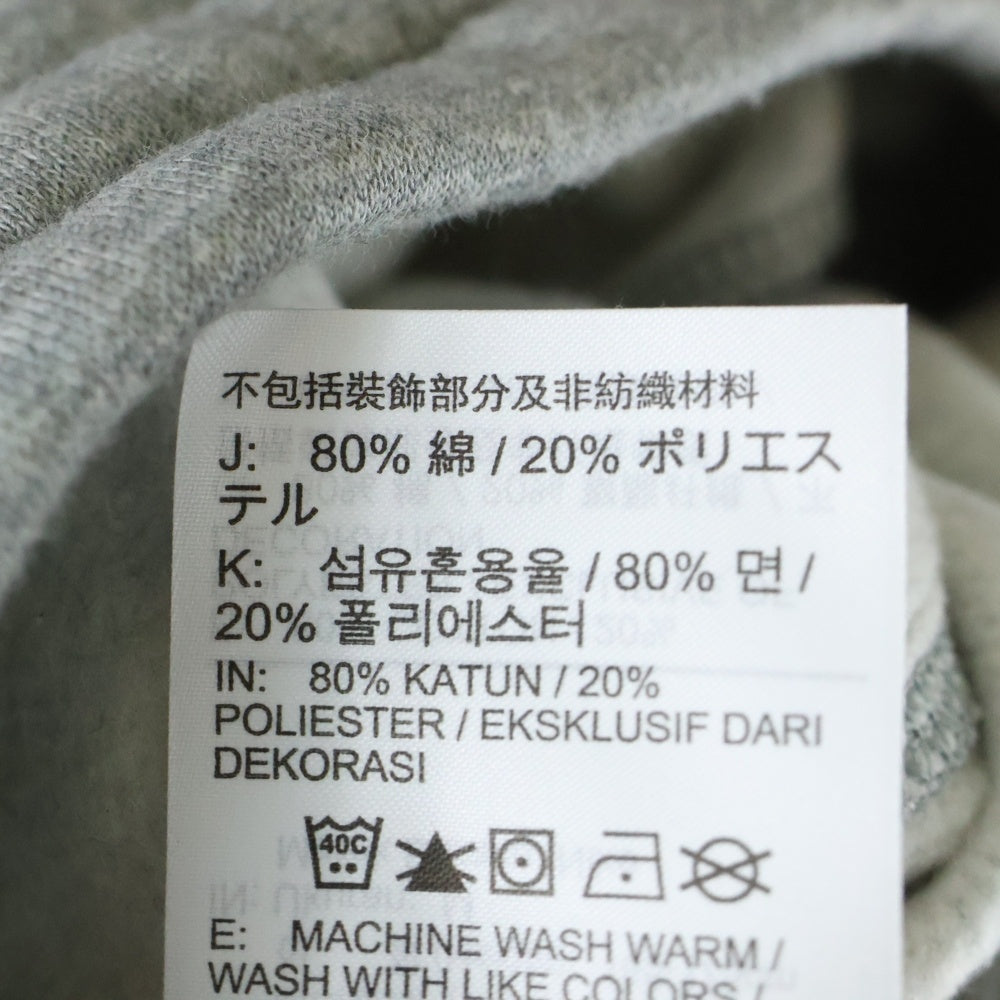 不包括裝飾部分及非紡織材料
J: 80% 綿 / 20% ポリエス
テル
K: 섬유혼용율 / 80% 면 /
20% 폴리에스터
IN: 80% KATUN / 20%
POLIESTER / EKSKLUSIF DARI
DEKORASI
40C
E: MACHINE WASH WARM /
WASH WITH LIKE COLORS /